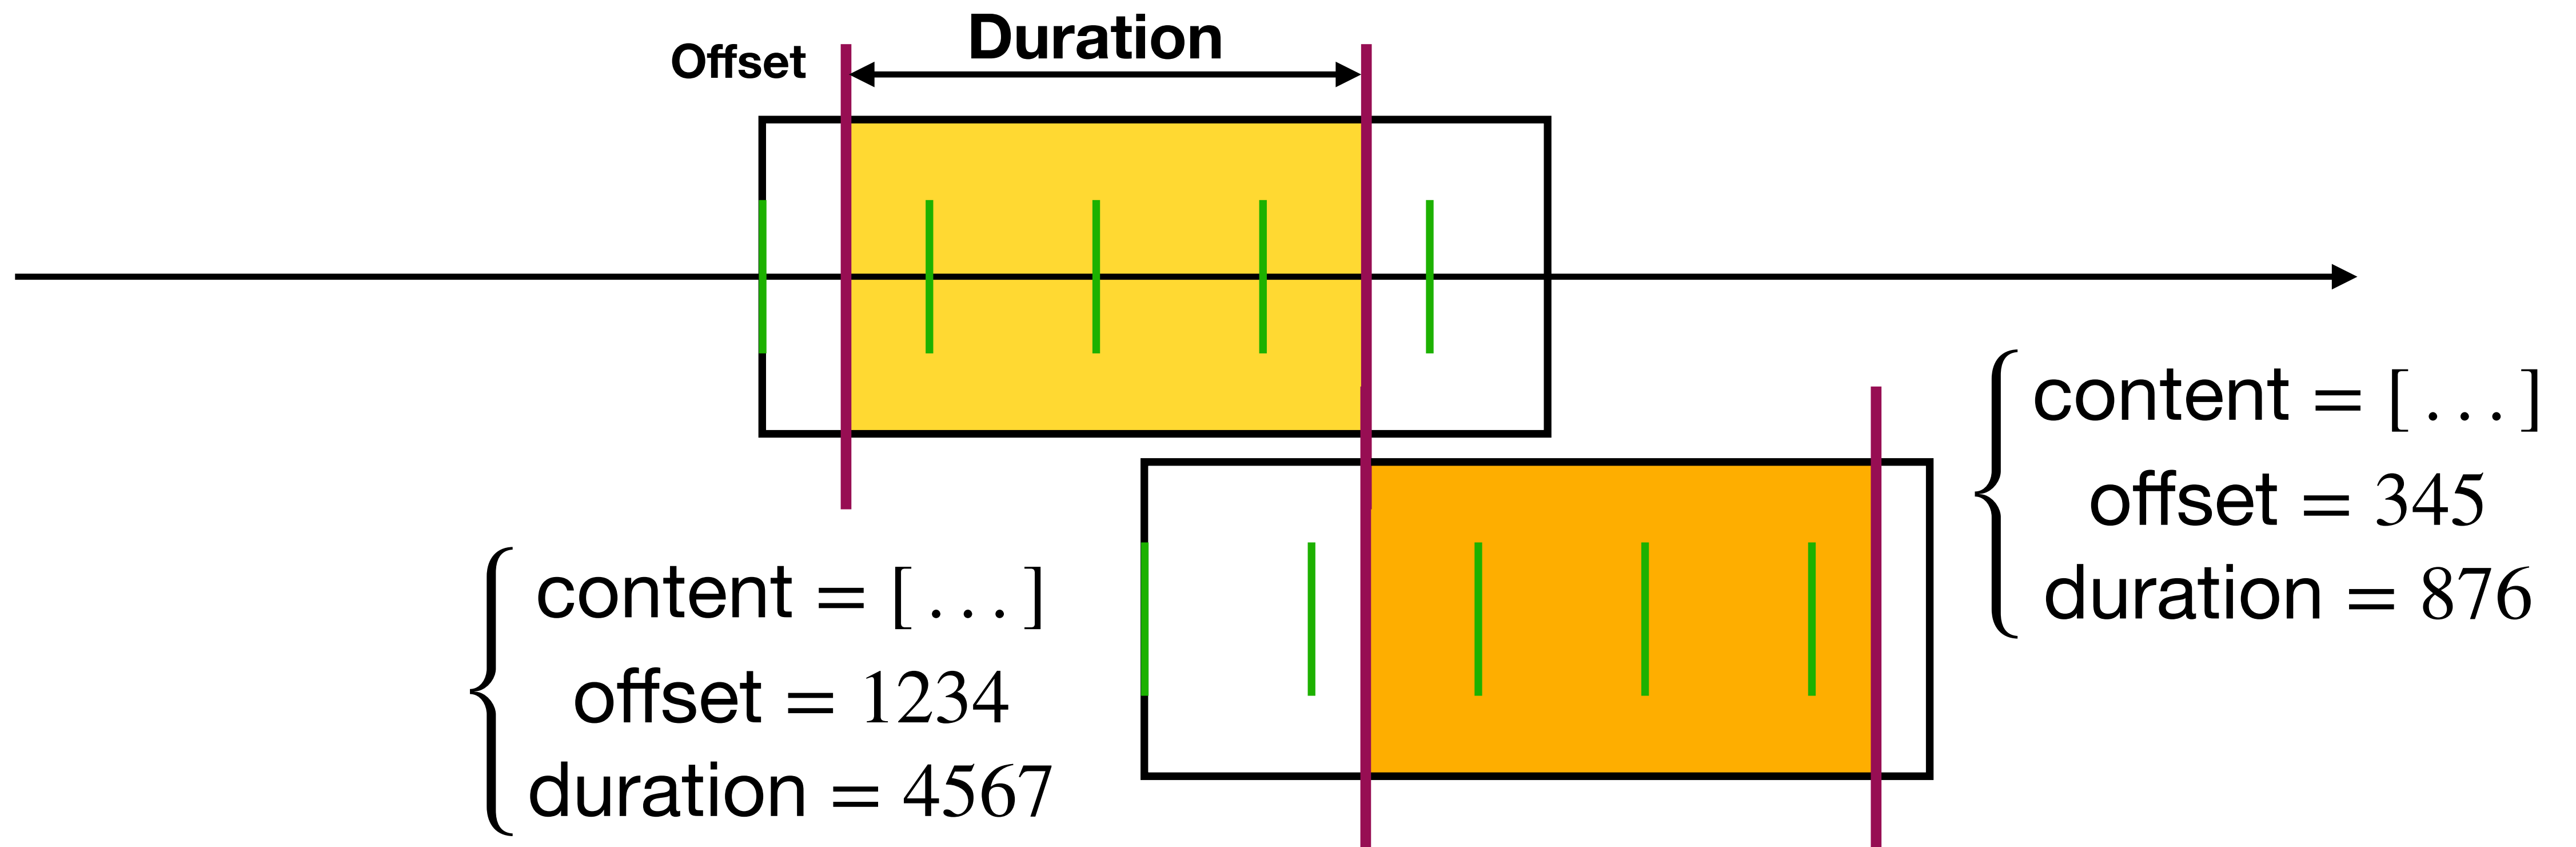 Duration
Offset
content = [ . . . ]
offset = 345
duration = 876
content = [ . . . ]
offset = 1234
duration = 4567